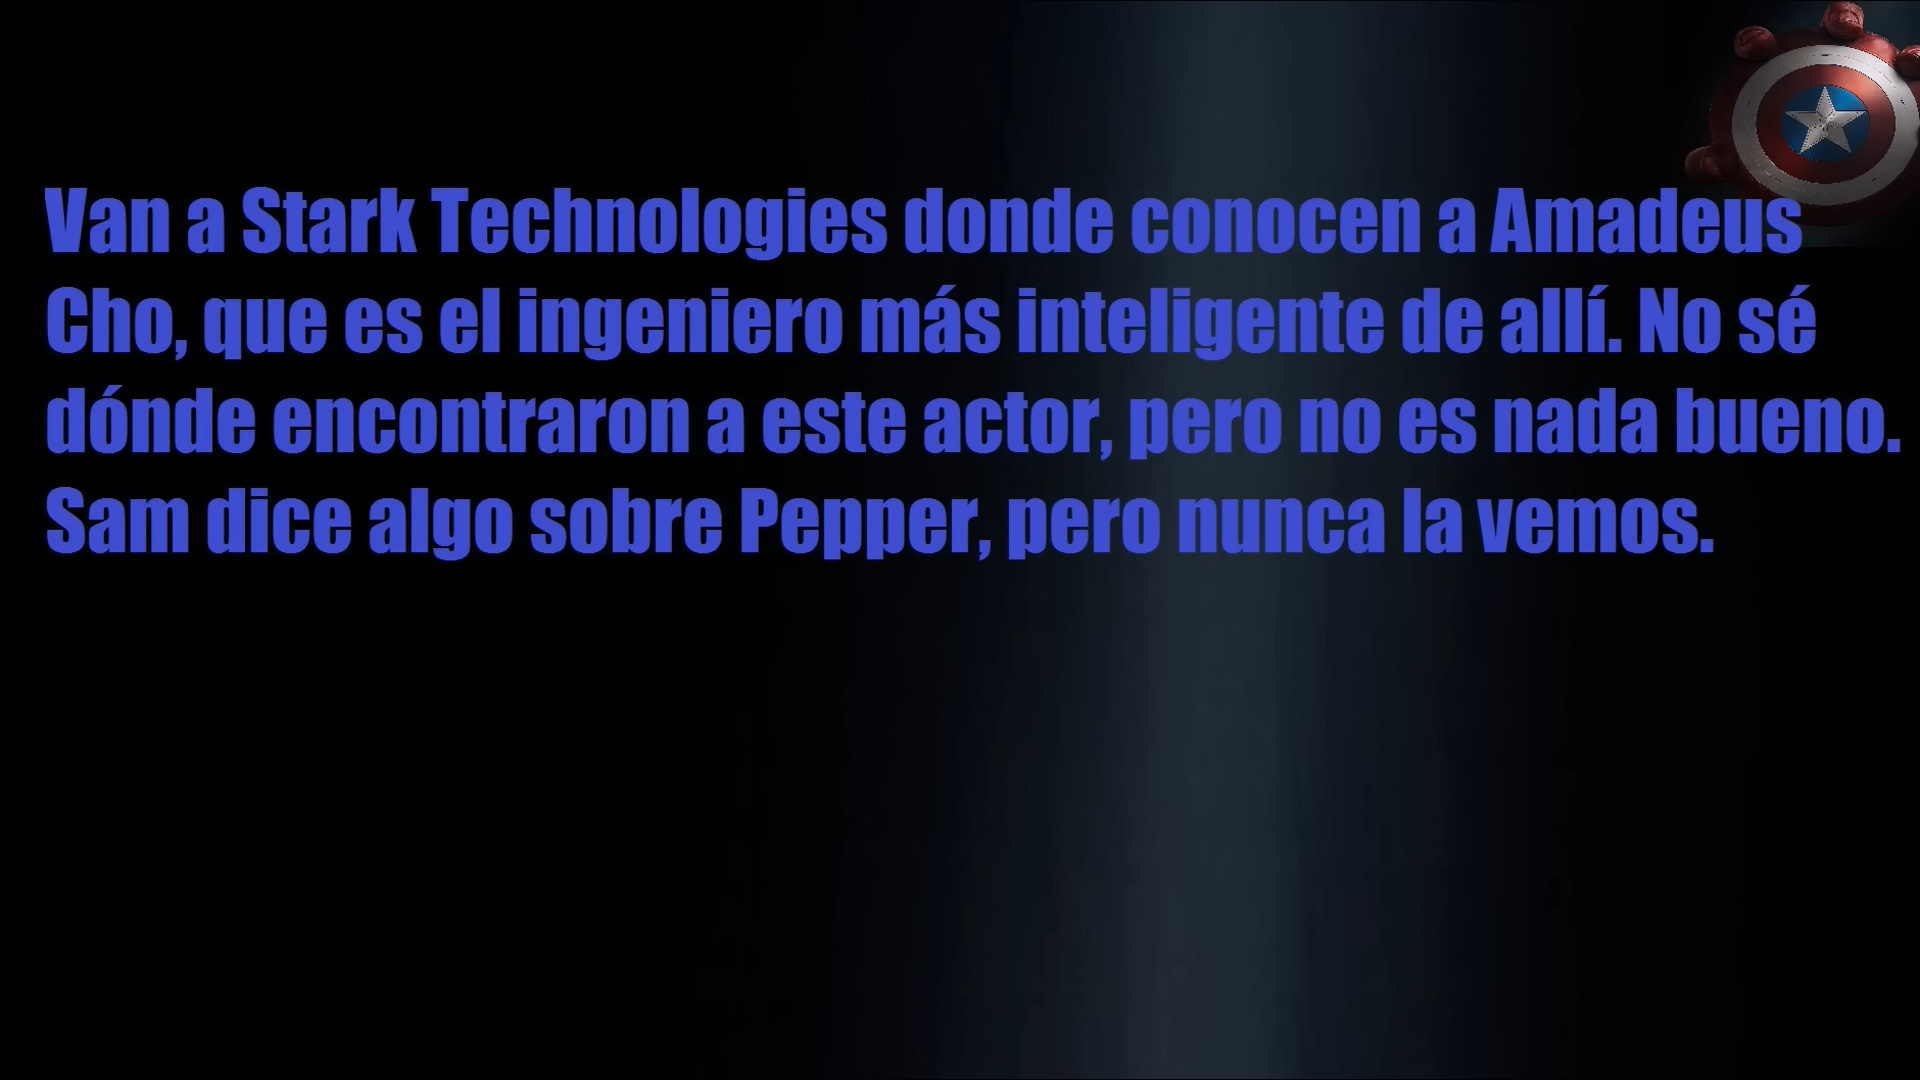 Van a Stark Technologies donde conocen a Amadeus
Cho, que es el ingeniero más inteligente de allí. No sé
dónde encontraron a este actor, pero no es nada bueno.
Sam dice algo sobre Pepper, pero nunca la vemos.